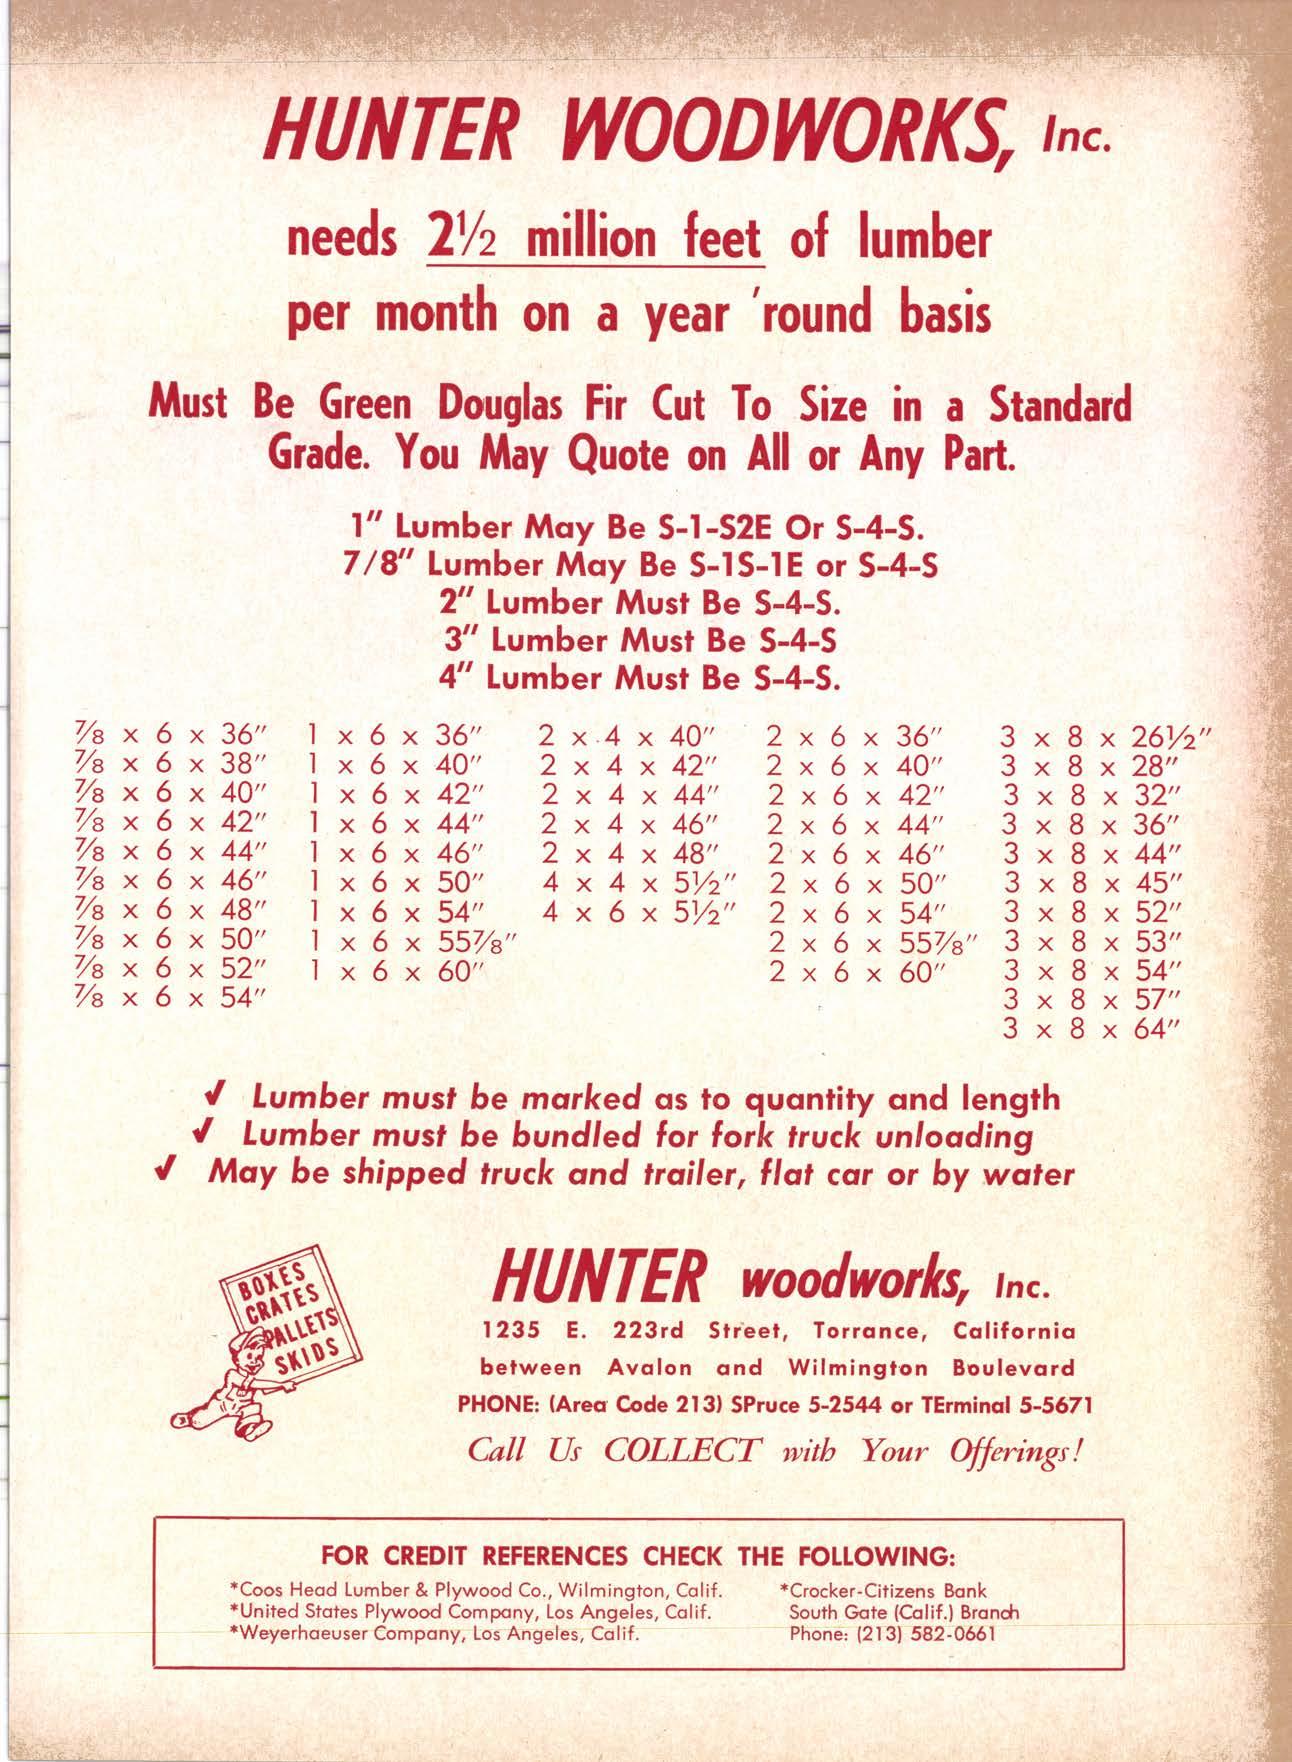 HUNTER WOODWORKS, Inc.
needs 2½ million feet of lumber
per month on a year 'round basis
Must Be Green Douglas Fir Cut To Size in a Standard
Grade. You May Quote on All or Any Part.
1" Lumber May Be S-1-S2E Or S-4-S.
7/8" Lumber May Be S-1S-1E or S-4-S
2" Lumber Must Be S-4-S.
3" Lumber Must Be S-4-S
4" Lumber Must Be S-4-S.
⅞ x 6 x 36"
⅞ x 6 x 38"
⅞ x 6 x 40"
⅞ x 6 x 42"
⅞ x 6 x 44"
⅞ x 6 x 46"
⅞ x 6 x 48"
⅞ x 6 x 50"
⅞ x 6 x 52"
⅞ x 6 x 54"
1 x 6 x 36"
1 x 6 x 40"
1 x 6 x 42"
1 x 6 x 44"
1 x 6 x 46"
1 x 6 x 50"
1 x 6 x 54"
1 x 6 x 55⅞"
1 x 6 x 60"
2 x 4 x 40"
2 x 4 x 42"
2 x 4 x 44"
2 x 4 x 46"
2 x 4 x 48"
4 x 4 x 5½"
4 x 6 x 5½"
2 x 6 x 36"
2 x 6 x 40"
2 x 6 x 42"
2 x 6 x 44"
2 x 6 x 46"
2 x 6 x 50"
2 x 6 x 54"
2 x 6 x 55⅞"
2 x 6 x 60"
3 x 8 x 26½"
3 x 8 x 28"
3 x 8 x 32"
3 x 8 x 36"
3 x 8 x 44"
3 x 8 x 45"
3 x 8 x 52"
3 x 8 x 53"
3 x 8 x 54"
3 x 8 x 57"
3 x 8 x 64"
✓ Lumber must be marked as to quantity and length
✓ Lumber must be bundled for fork truck unloading
✓ May be shipped truck and trailer, flat car or by water
BOXES
CRATES
PALLETS
SKIDS
HUNTER woodworks, Inc.
1235 E. 223rd Street, Torrance, California
between Avalon and Wilmington Boulevard
PHONE: (Area Code 213) SPruce 5-2544 or TErminal 5-5671
Call Us COLLECT with Your Offerings!
FOR CREDIT REFERENCES CHECK THE FOLLOWING:
*Coos Head Lumber & Plywood Co., Wilmington, Calif.
*United States Plywood Company, Los Angeles, Calif.
*Weyerhaeuser Company, Los Angeles, Calif.
*Crocker-Citizens Bank
South Gate (Calif.) Branch
Phone: (213) 582-0661